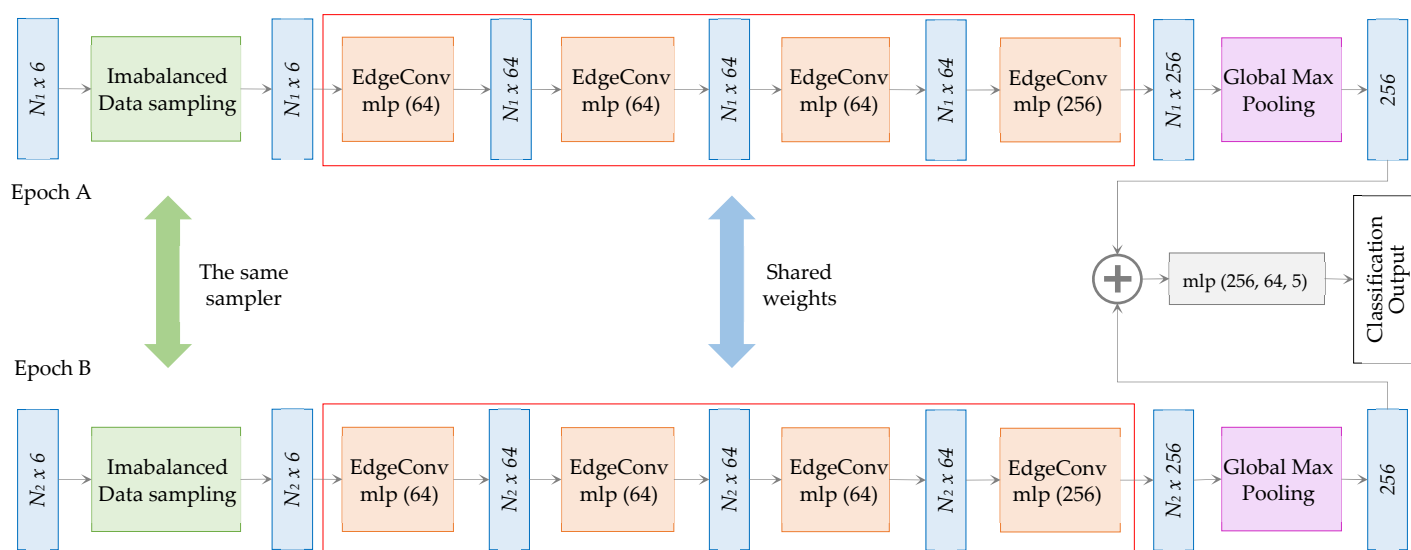 N1 x 6
Imabalanced
Data sampling
N1 x 6
EdgeConv
mlp (64)
N1 x 64
EdgeConv
mlp (64)
N1 x 64
EdgeConv
mlp (64)
N1 x 64
EdgeConv
mlp (256)
N1 x 256
Global Max
Pooling
256
Epoch A
The same
sampler
Shared
weights
mlp (256, 64, 5)
Classification
Output
Epoch B
N2 x 6
Imabalanced
Data sampling
N2 x 6
EdgeConv
mlp (64)
N2 x 64
EdgeConv
mlp (64)
N2 x 64
EdgeConv
mlp (64)
N2 x 64
EdgeConv
mlp (256)
N2 x 256
Global Max
Pooling
256